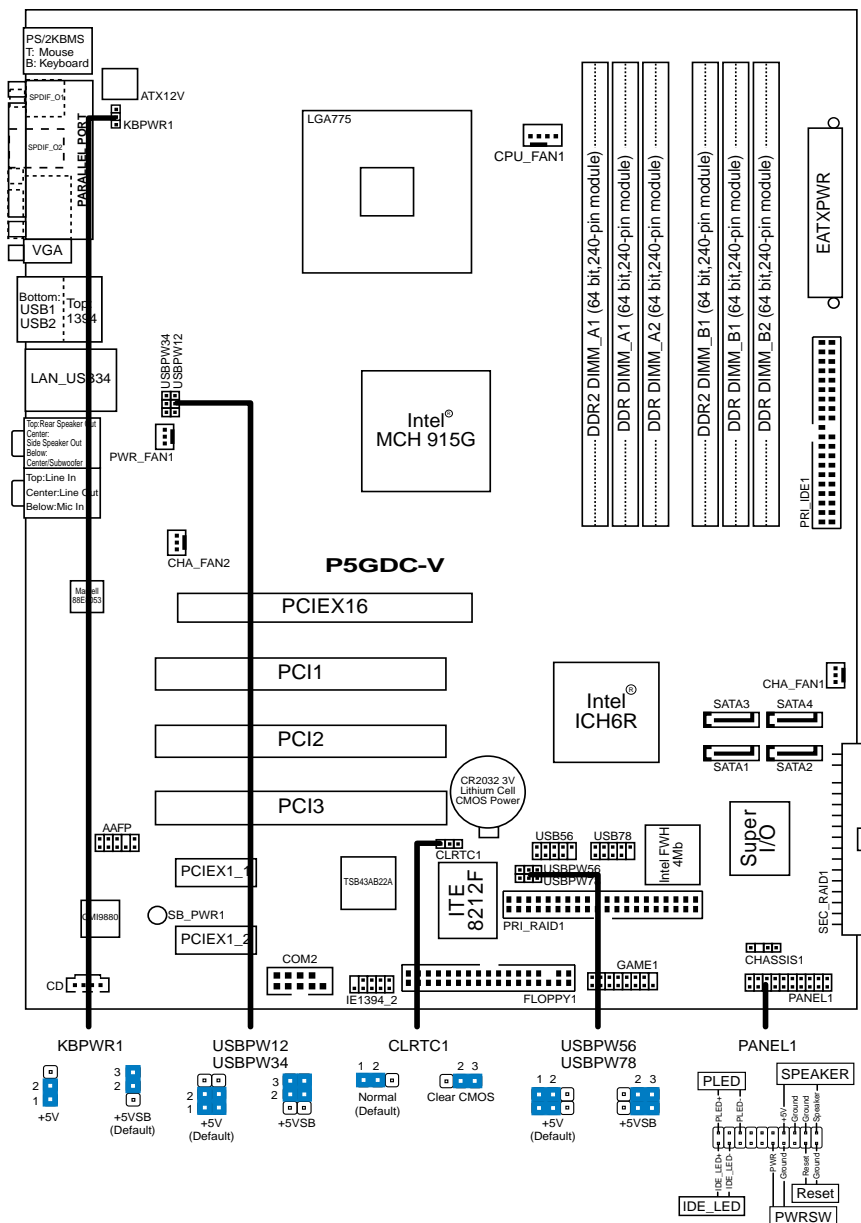 PS/2KBMS
T: Mouse
B: Keyboard
SPDIF_O1
SPDIF_O2
PARALLEL PORT
ATX12V
KBPWR1
VGA
Bottom:
USB1
USB2
Top:
1394
LAN_USB34
USBPW34
USBPW12
Top:Rear Speaker Out
Center:
Side Speaker Out
Below:
Center/Subwoofer
Top:Line In
Center:Line Out
Below:Mic In
PWR_FAN1
CHA_FAN2
LGA775
CPU_FAN1
Intel®
MCH 915G
DDR2 DIMM_A1 (64 bit,240-pin module)
DDR DIMM_A1 (64 bit,240-pin module)
DDR DIMM_A2 (64 bit,240-pin module)
DDR2 DIMM_B1 (64 bit,240-pin module)
DDR DIMM_B1 (64 bit,240-pin module)
DDR DIMM_B2 (64 bit,240-pin module)
EATXPWR
PRI_IDE1
P5GDC-V
Marvell
88E8053
PCIEX16
PCI1
PCI2
PCI3
Intel®
ICH6R
CHA_FAN1
SATA3
SATA4
SATA1
SATA2
CR2032 3V
Lithium Cell
CMOS Power
AAFP
CLRTC1
USB56
USB78
Intel FWH
4Mb
Super
I/O
SEC_RAID1
PCIEX1_1
TSB43AB22A
ITE
8212F
USBPW56
USBPW78
PRI_RAID1
CMI9880
SB_PWR1
PCIEX1_2
CHASSIS1
CD
COM2
IE1394_2
FLOPPY1
GAME1
PANEL1
KBPWR1
2
1
+5V
3
2
+5VSB
(Default)
USBPW12
USBPW34
2
1
+5V
(Default)
3
2
+5VSB
CLRTC1
1 2
Normal
(Default)
2 3
Clear CMOS
USBPW56
USBPW78
1 2
+5V
(Default)
2 3
+5VSB
PANEL1
PLED
SPEAKER
PLED+
PLED-
+5V
Ground
Ground
Speaker
IDE_LED+
IDE_LED-
PWR
Ground
Reset
Ground
IDE_LED
Reset
PWRSW